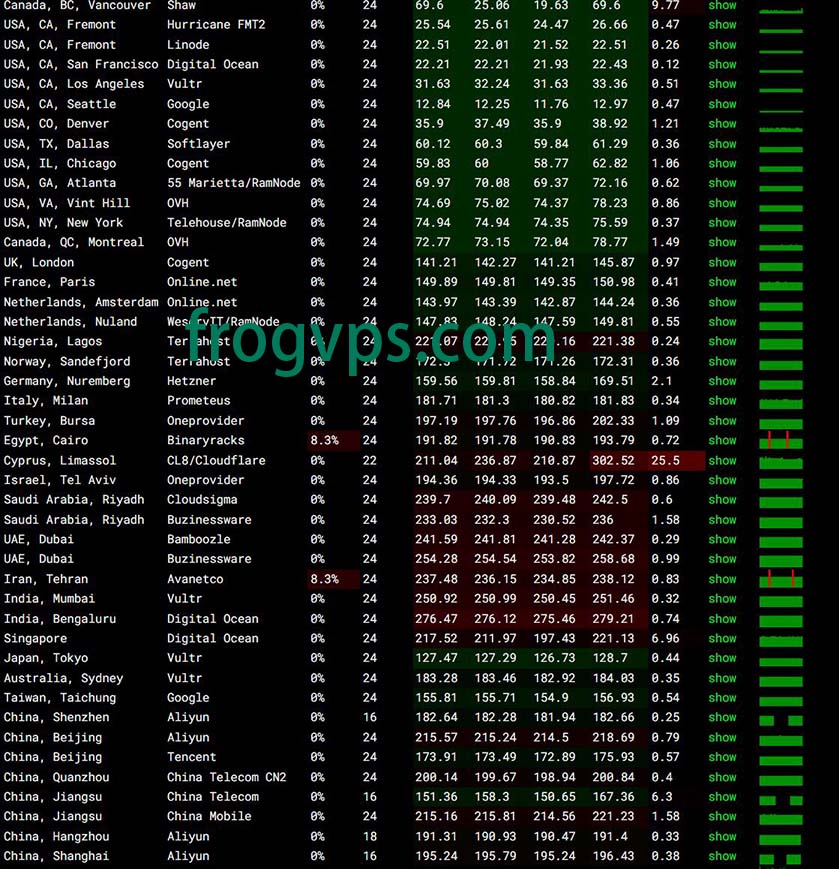 Canada, BC, Vancouver Shaw 0% 24 69.6 25.06 19.63 69.6 9.77 show
USA, CA, Fremont Hurricane FMT2 0% 24 25.54 25.61 24.47 26.66 0.47 show
USA, CA, Fremont Linode 0% 24 22.51 22.01 21.52 22.51 0.26 show
USA, CA, San Francisco Digital Ocean 0% 24 22.21 22.21 21.93 22.43 0.12 show
USA, CA, Los Angeles Vultr 0% 24 31.63 32.24 31.63 33.36 0.51 show
USA, CA, Seattle Google 0% 24 12.84 12.25 11.76 12.97 0.47 show
USA, CO, Denver Cogent 0% 24 35.9 37.49 35.9 38.92 1.21 show
USA, TX, Dallas Softlayer 0% 24 60.12 60.3 59.84 61.29 0.36 show
USA, IL, Chicago Cogent 0% 24 59.83 60 58.77 62.82 1.06 show
USA, GA, Atlanta 55 Marietta/RamNode 0% 24 69.97 70.08 69.37 72.16 0.62 show
USA, VA, Vint Hill OVH 0% 24 74.69 75.02 74.37 78.23 0.86 show
USA, NY, New York Telehouse/RamNode 0% 24 74.94 74.94 74.35 75.59 0.37 show
Canada, QC, Montreal OVH 0% 24 72.77 73.15 72.04 78.77 1.49 show
UK, London Cogent 0% 24 141.21 142.27 141.21 145.87 0.97 show
France, Paris Online.net 0% 24 149.89 149.81 149.35 150.98 0.41 show
Netherlands, Amsterdam Online.net 0% 24 143.97 143.39 142.87 144.24 0.36 show
Netherlands, Nuland WeservIT/RamNode 0% 24 147.83 148.24 147.59 149.81 0.55 show
frogvps.com
Nigeria, Lagos Terrahost 24 221.38 0.24 show
Norway, Sandefjord Terrahost 0% 24 172.3 171.72 171.26 172.31 0.36 show
Germany, Nuremberg Hetzner 0% 24 159.56 159.81 158.84 169.51 2.1 show
Italy, Milan Prometeus 0% 24 181.71 181.3 180.82 181.83 0.34 show
Turkey, Bursa Oneprovider 0% 24 197.19 197.76 196.86 202.33 1.09 show
Egypt, Cairo Binaryracks 8.3% 24 191.82 191.78 190.83 193.79 0.72 show
Cyprus, Limassol CL8/Cloudflare 0% 22 211.04 236.87 210.87 302.52 25.5 show
Israel, Tel Aviv Oneprovider 0% 24 194.36 194.33 193.5 197.72 0.86 show
Saudi Arabia, Riyadh Cloudsigma 0% 24 239.7 240.09 239.48 242.5 0.6 show
Saudi Arabia, Riyadh Buzinessware 0% 24 233.03 232.3 230.52 236 1.58 show
UAE, Dubai Bamboozle 0% 24 241.59 241.81 241.28 242.37 0.29 show
UAE, Dubai Buzinessware 0% 24 254.28 254.54 253.82 258.68 0.99 show
Iran, Tehran Avanetco 8.3% 24 237.48 236.15 234.85 238.12 0.83 show
India, Mumbai Vultr 0% 24 250.92 250.99 250.45 251.46 0.32 show
India, Bengaluru Digital Ocean 0% 24 276.47 276.12 275.46 279.21 0.74 show
Singapore Digital Ocean 0% 24 217.52 211.97 197.43 221.13 6.96 show
Japan, Tokyo Vultr 0% 24 127.47 127.29 126.73 128.7 0.44 show
Australia, Sydney Vultr 0% 24 183.28 183.46 182.92 184.03 0.35 show
Taiwan, Taichung Google 0% 24 155.81 155.71 154.9 156.93 0.54 show
China, Shenzhen Aliyun 0% 16 182.64 182.28 181.94 182.66 0.25 show
China, Beijing Aliyun 0% 24 215.57 215.24 214.5 218.69 0.79 show
China, Beijing Tencent 0% 24 173.91 173.49 172.89 175.93 0.57 show
China, Quanzhou China Telecom CN2 0% 24 200.14 199.67 198.94 200.84 0.4 show
China, Jiangsu China Telecom 0% 16 151.36 158.3 150.65 167.36 6.3 show
China, Jiangsu China Mobile 0% 24 215.16 215.81 214.56 221.23 1.58 show
China, Hangzhou Aliyun 0% 18 191.31 190.93 190.47 191.4 0.33 show
China, Shanghai Aliyun 0% 16 195.24 195.79 195.24 196.43 0.38 show